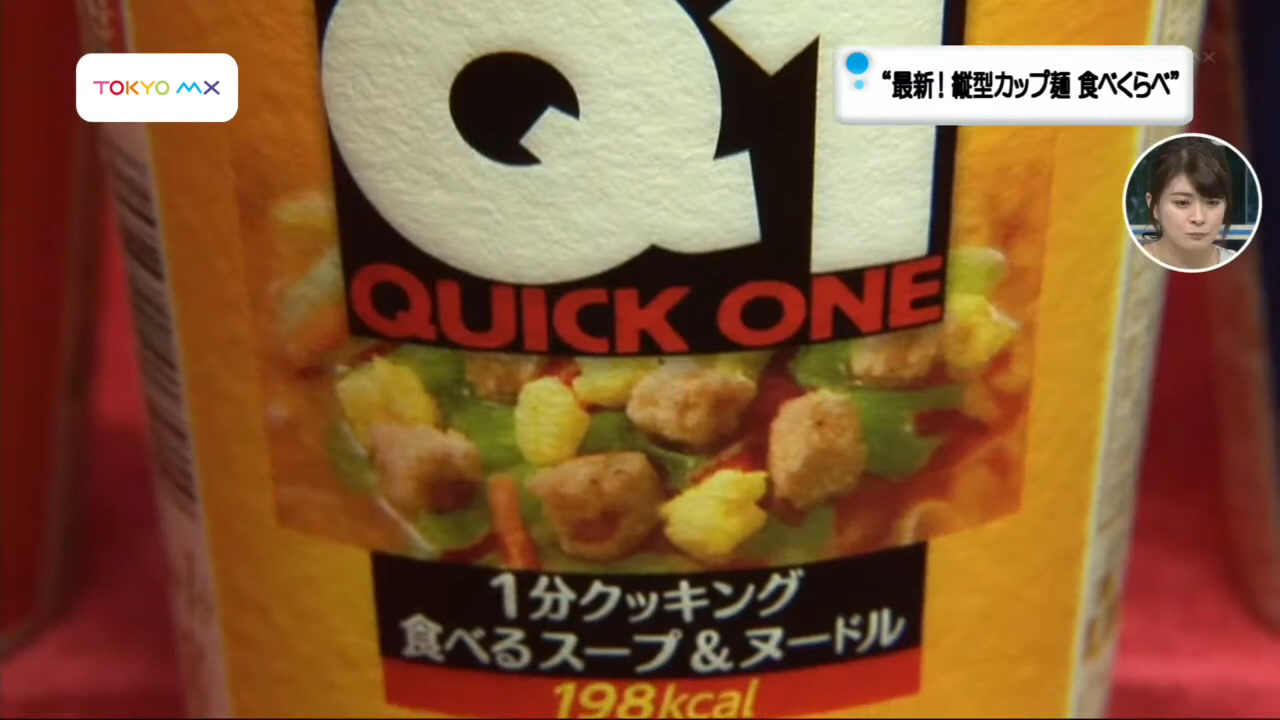 TOKYO MX
“最新！縦型カップ麺 食べくらべ”
Q1
QUICK ONE
1分クッキング
食べるスープ＆ヌードル
198kcal